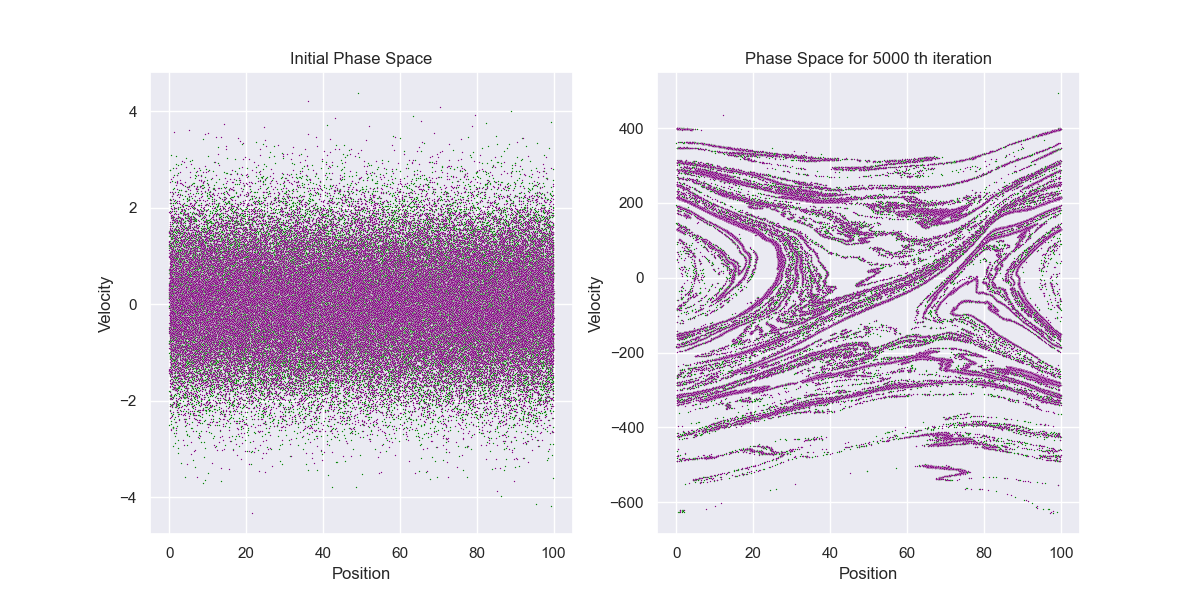 Initial Phase Space
4
2
0
−2
−4
Velocity
0 20 40 60 80 100
Position
Phase Space for 5000 th iteration
400
200
0
−200
−400
−600
Velocity
0 20 40 60 80 100
Position